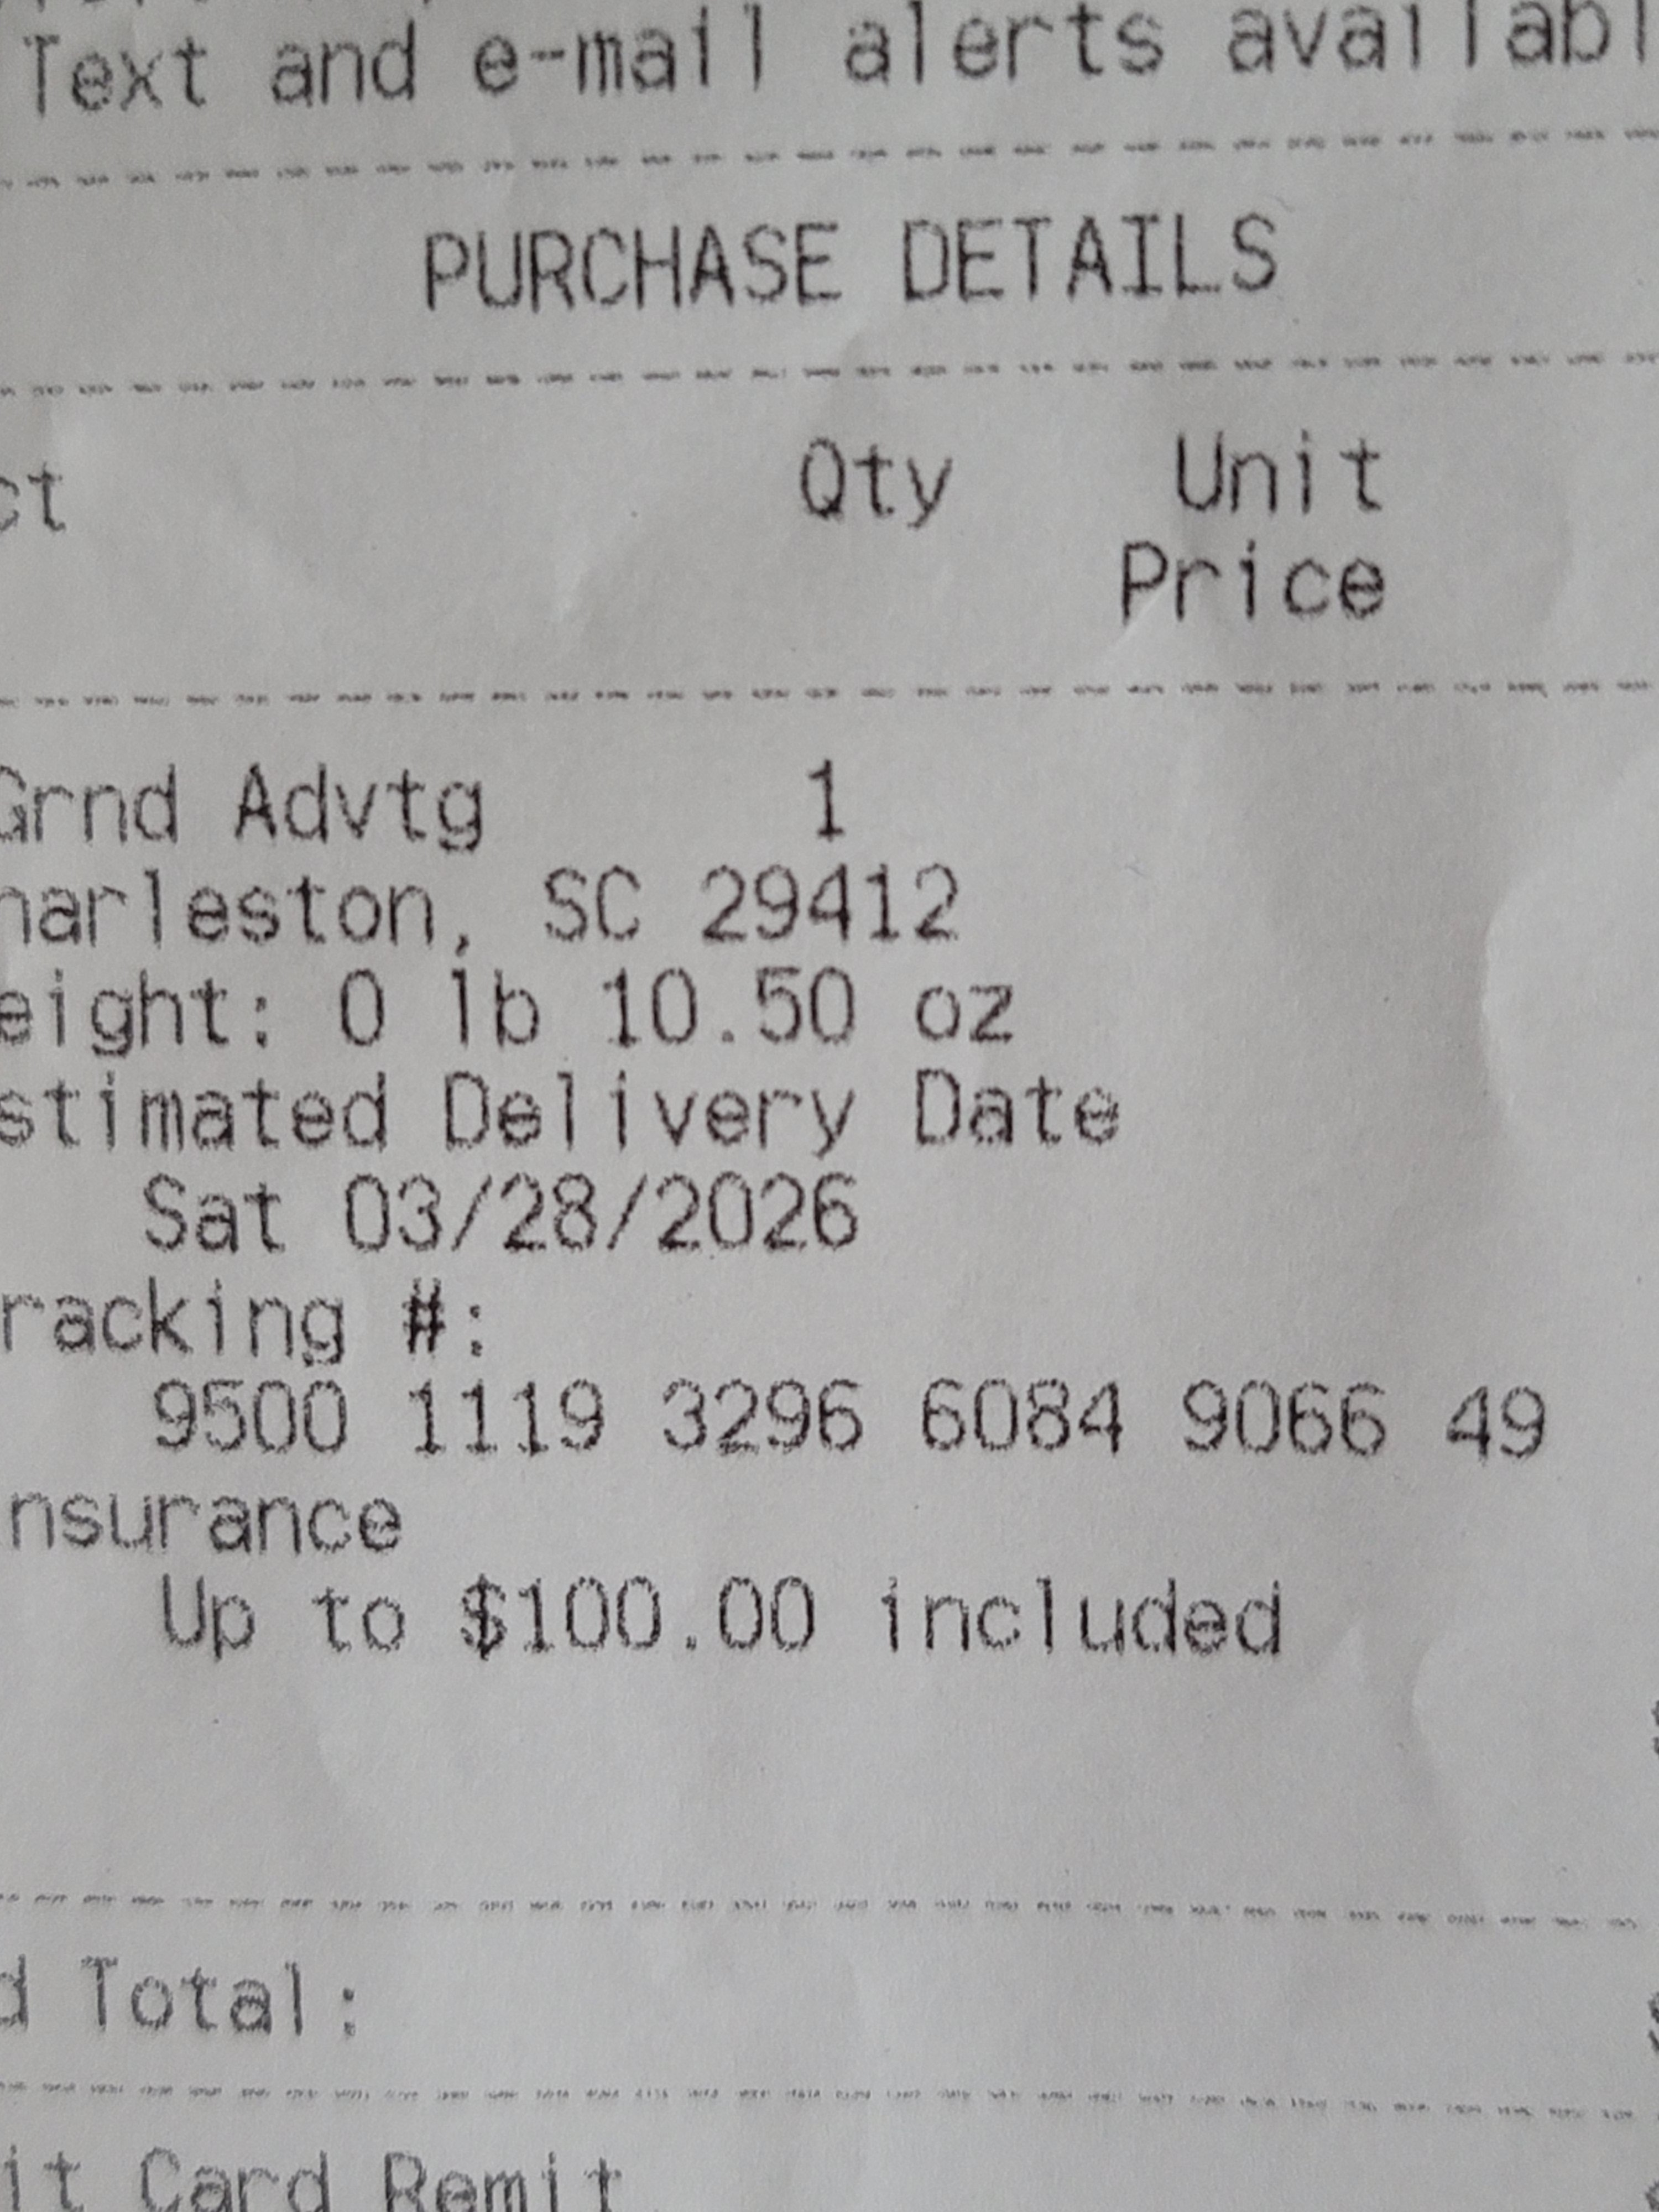 Text and e-mail alerts availabl
PURCHASE DETAILS
ct Qty Unit
Price
Grnd Advtg 1
harleston, SC 29412
eight: 0 lb 10.50 oz
stimated Delivery Date
Sat 03/28/2026
racking #:
9500 1119 3296 6084 9066 49
nsurance
Up to $100.00 included
d Total:
it Card Remit